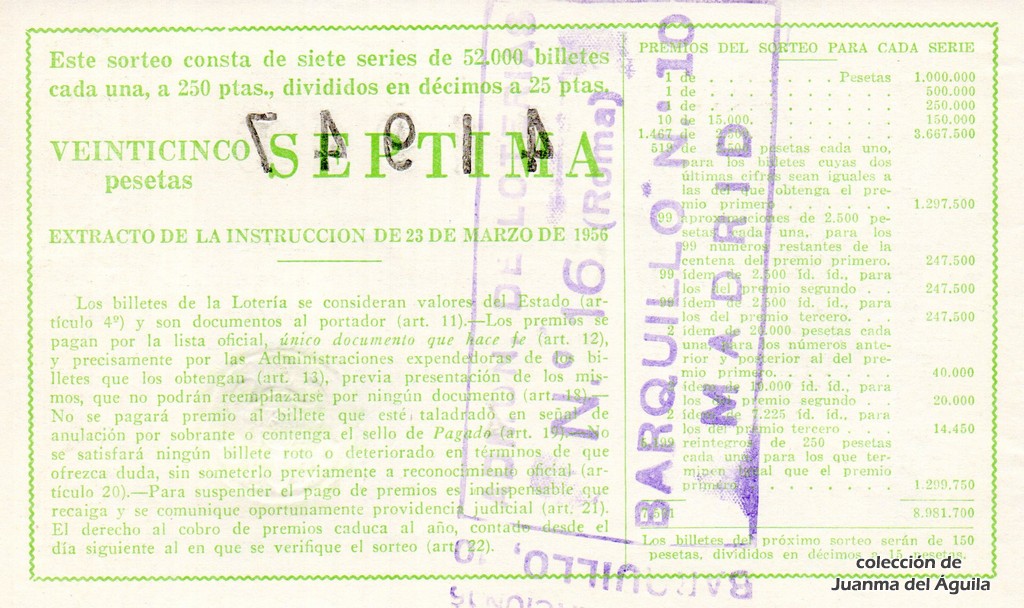 Este sorteo consta de siete series de 52.000 billetes
cada una, a 250 ptas., divididos en décimos a 25 ptas.
VEINTICINCO
pesetas
SEPTIMA
41947
EXTRACTO DE LA INSTRUCCION DE 23 DE MARZO DE 1956
Los billetes de la Lotería se consideran valores del Estado (ar-
tículo 4º) y son documentos al portador (art. 11).—Los premios se
pagan por la lista oficial, único documento que hace fe (art. 12),
y precisamente por las Administraciones expendedoras de los bi-
lletes que los obtengan (art. 13), previa presentación de los mis-
mos, que no podrán reemplazarse por ningún documento (art. 18).—
No se pagará premio al billete que esté taladrado en señal de
anulación por sobrante o contenga el sello de Pagado (art. 19).—No
se satisfará ningún billete roto o deteriorado en términos de que
ofrezca duda, sin someterlo previamente a reconocimiento oficial (ar-
tículo 20).—Para suspender el pago de premios es indispensable que
recaiga y se comunique oportunamente providencia judicial (art. 21).
El derecho al cobro de premios caduca al año, contado desde el
día siguiente al en que se verifique el sorteo (art. 22).
PREMIOS DEL SORTEO PARA CADA SERIE
1 de . . . . . . . . . . Pesetas 1.000.000
1 de . . . . . . . . . . 500.000
1 de . . . . . . . . . . 250.000
10 de 15.000. . . . . . . . 150.000
1.467 de . . . . . . . . 3.667.500
519 de 2.500 pesetas cada uno,
para los billetes cuyas dos
últimas cifras sean iguales a
las del que obtenga el pre-
mio primero . . . . . . . 1.297.500
99 aproximaciones de 2.500 pe-
setas cada una, para los
99 números restantes de la
centena del premio primero. 247.500
99 ídem de 2.500 íd. íd., para
los del premio segundo . . 247.500
99 ídem de 2.500 íd. íd., para
los del premio tercero. . . . 247.500
2 ídem de 20.000 pesetas cada
una, para los números ante-
rior y posterior al del pre-
mio primero. . . . . . . . 40.000
2 ídem de 10.000 íd. íd., para
los del premio segundo . . 20.000
2 ídem de 7.225 íd. íd., para
los del premio tercero . . . 14.450
5.199 reintegros de 250 pesetas
cada uno para los que ter-
minen igual que el premio
primero. . . . . . . . . . 1.299.750
8.981.700
Los billetes del próximo sorteo serán de 150
pesetas, divididos en décimos a 15 pesetas.
N.º 16 (Roma)
BARQUILLO N.º 10
MADRID
BARQUILLO, 10
colección de
Juanma del Águila